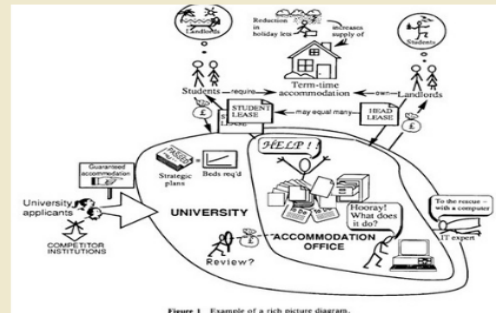 Landlords
Reduction
in
holiday lets
increases
supply of
Students
Students
require
Term-time
accommodation
own
Landlords
STUDENT
LEASE
may equal many
HEAD
LEASE
£
£
HELP!!
Guaranteed
accommodation
Strategic
plans
Beds req'd
University
applicants
UNIVERSITY
Hooray!
What does
it do?
To the rescue –
with a computer
IT expert
ACCOMMODATION
OFFICE
COMPETITOR
INSTITUTIONS
Review?
£
Figure 1 Example of a rich picture diagram.